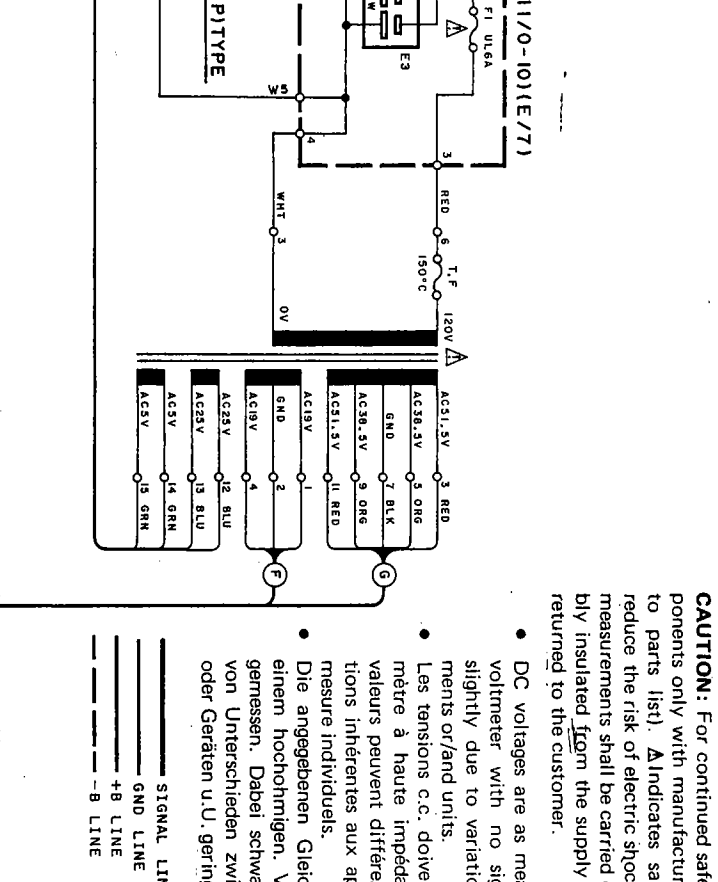 11/0-10)(E/7)
F1 UL6A
E3
W
P)TYPE
W5
4
3
RED
6
T.F
150°C
120V
WHT
3
0V
AC51.5V
3 RED
AC38.5V
5 ORG
GND
7 BLK
AC38.5V
9 ORG
AC51.5V
11 RED
AC19V
1
GND
2
AC19V
4
AC25V
12 BLU
AC25V
13 BLU
AC5V
14 GRN
AC5V
15 GRN
G
F
CAUTION: For continued safe
ponents only with manufactur
to parts list). ⚠ Indicates sa
reduce the risk of electric shoc
measurements shall be carried
bly insulated from the supply
returned to the customer.
● DC voltages are as mea
voltmeter with no sig
slightly due to variatio
ments or/and units.
● Les tensions c.c. doive
mètre à haute impéda
valeurs peuvent différe
tions inhérentes aux ap
mesure individuels.
● Die angegebenen Gleic
einem hochohmigen. V
gemessen. Dabei schwa
von Unterschieden zwi
oder Geräten u.U. gering
SIGNAL LIN
GND LINE
+B LINE
-B LINE